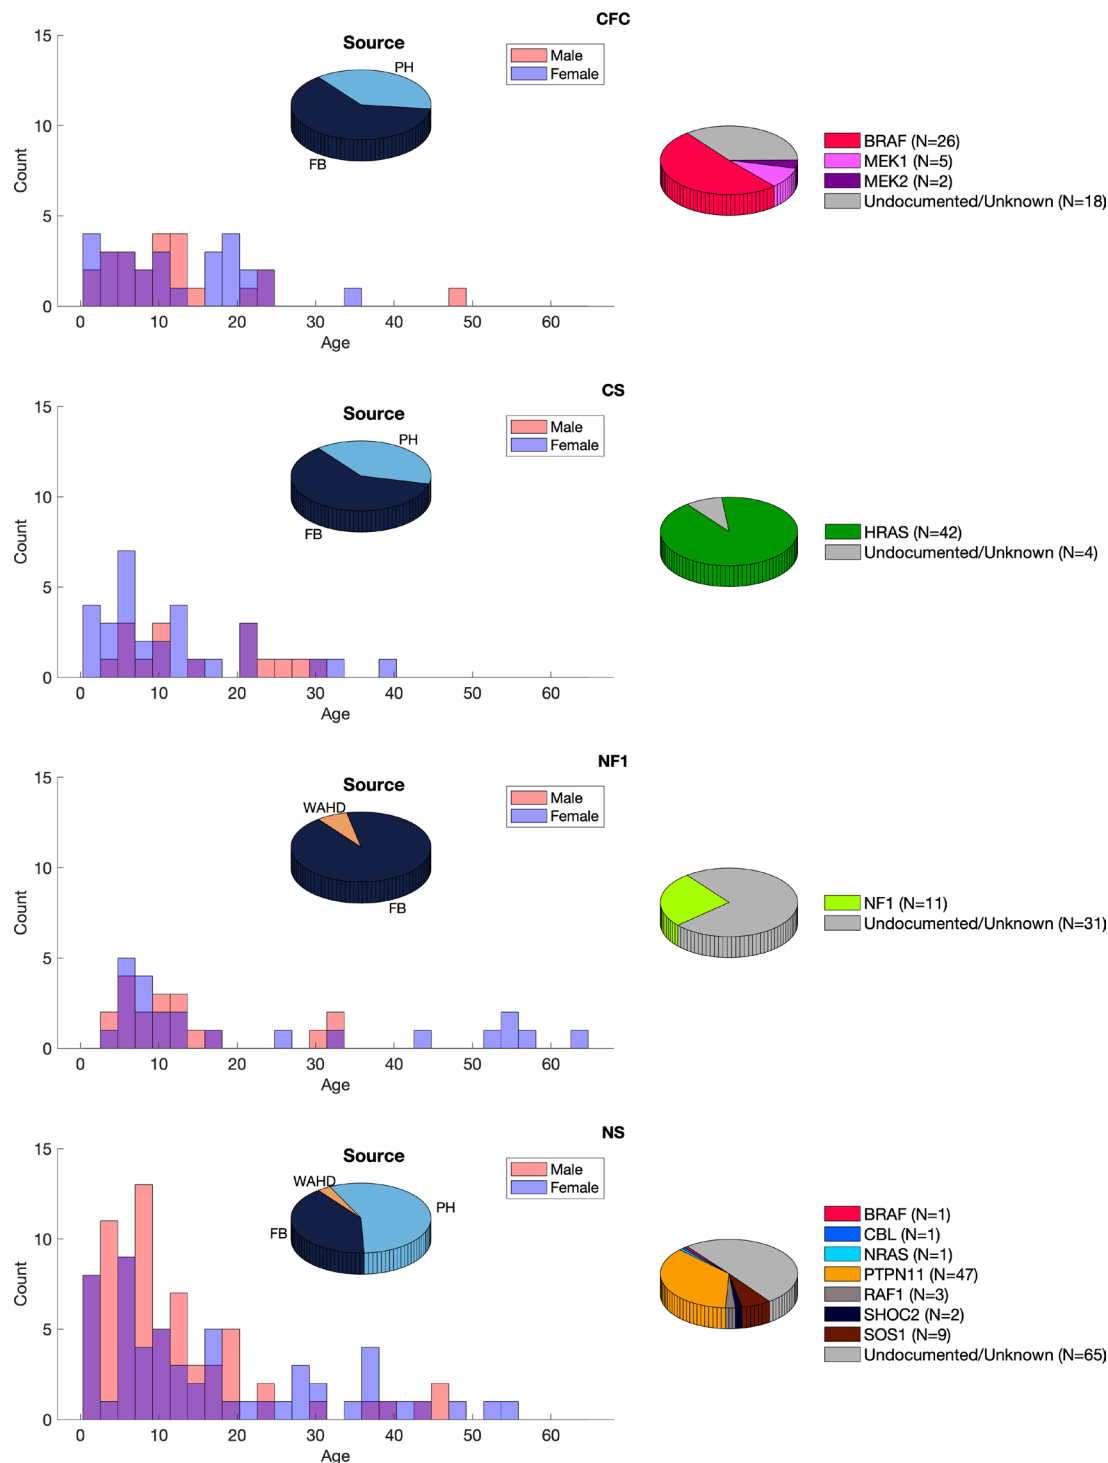 CFC
15
10
5
0
Count
Source
PH
FB
Male
Female
0 10 20 30 40 50 60
Age
BRAF (N=26)
MEK1 (N=5)
MEK2 (N=2)
Undocumented/Unknown (N=18)
CS
15
10
5
0
Count
Source
PH
FB
Male
Female
0 10 20 30 40 50 60
Age
HRAS (N=42)
Undocumented/Unknown (N=4)
NF1
15
10
5
0
Count
Source
WAHD
FB
Male
Female
0 10 20 30 40 50 60
Age
NF1 (N=11)
Undocumented/Unknown (N=31)
NS
15
10
5
0
Count
Source
WAHD
PH
FB
Male
Female
0 10 20 30 40 50 60
Age
BRAF (N=1)
CBL (N=1)
NRAS (N=1)
PTPN11 (N=47)
RAF1 (N=3)
SHOC2 (N=2)
SOS1 (N=9)
Undocumented/Unknown (N=65)